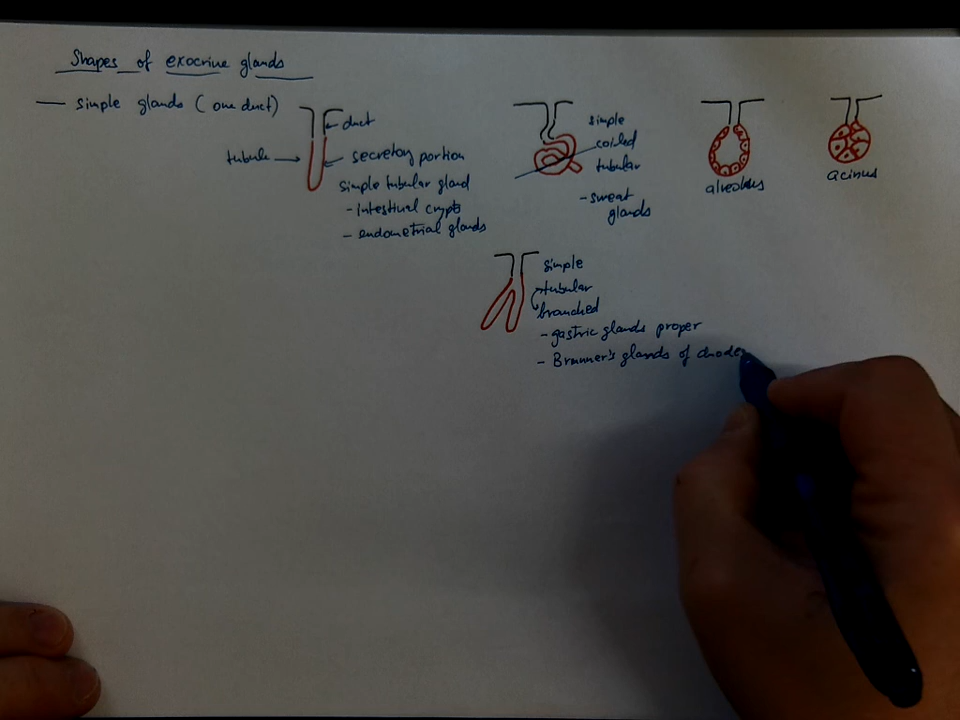 Shapes of exocrine glands
— simple glands (one duct)
duct
tubule
secretory portion
simple tubular gland
- intestinal crypts
- endometrial glands
simple
coiled
tubular
- sweat
glands
alveolus
acinus
simple
tubular
branched
- gastric glands proper
- Brunner's glands of duode